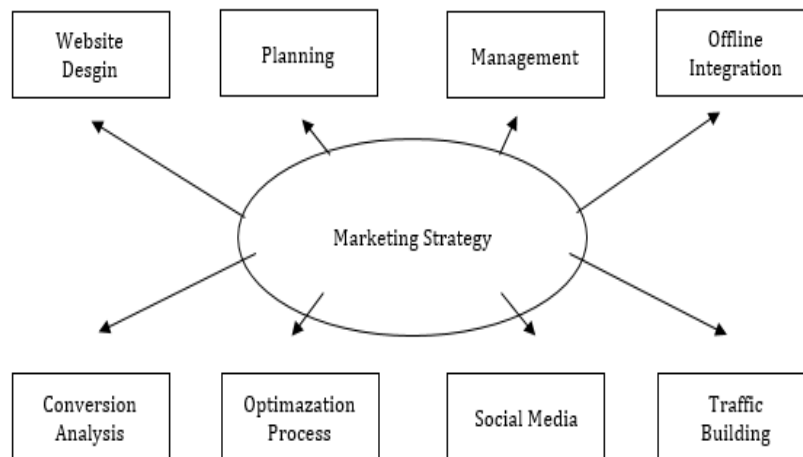 Website
Desgin
Planning
Management
Offline
Integration
Marketing Strategy
Conversion
Analysis
Optimazation
Process
Social Media
Traffic
Building